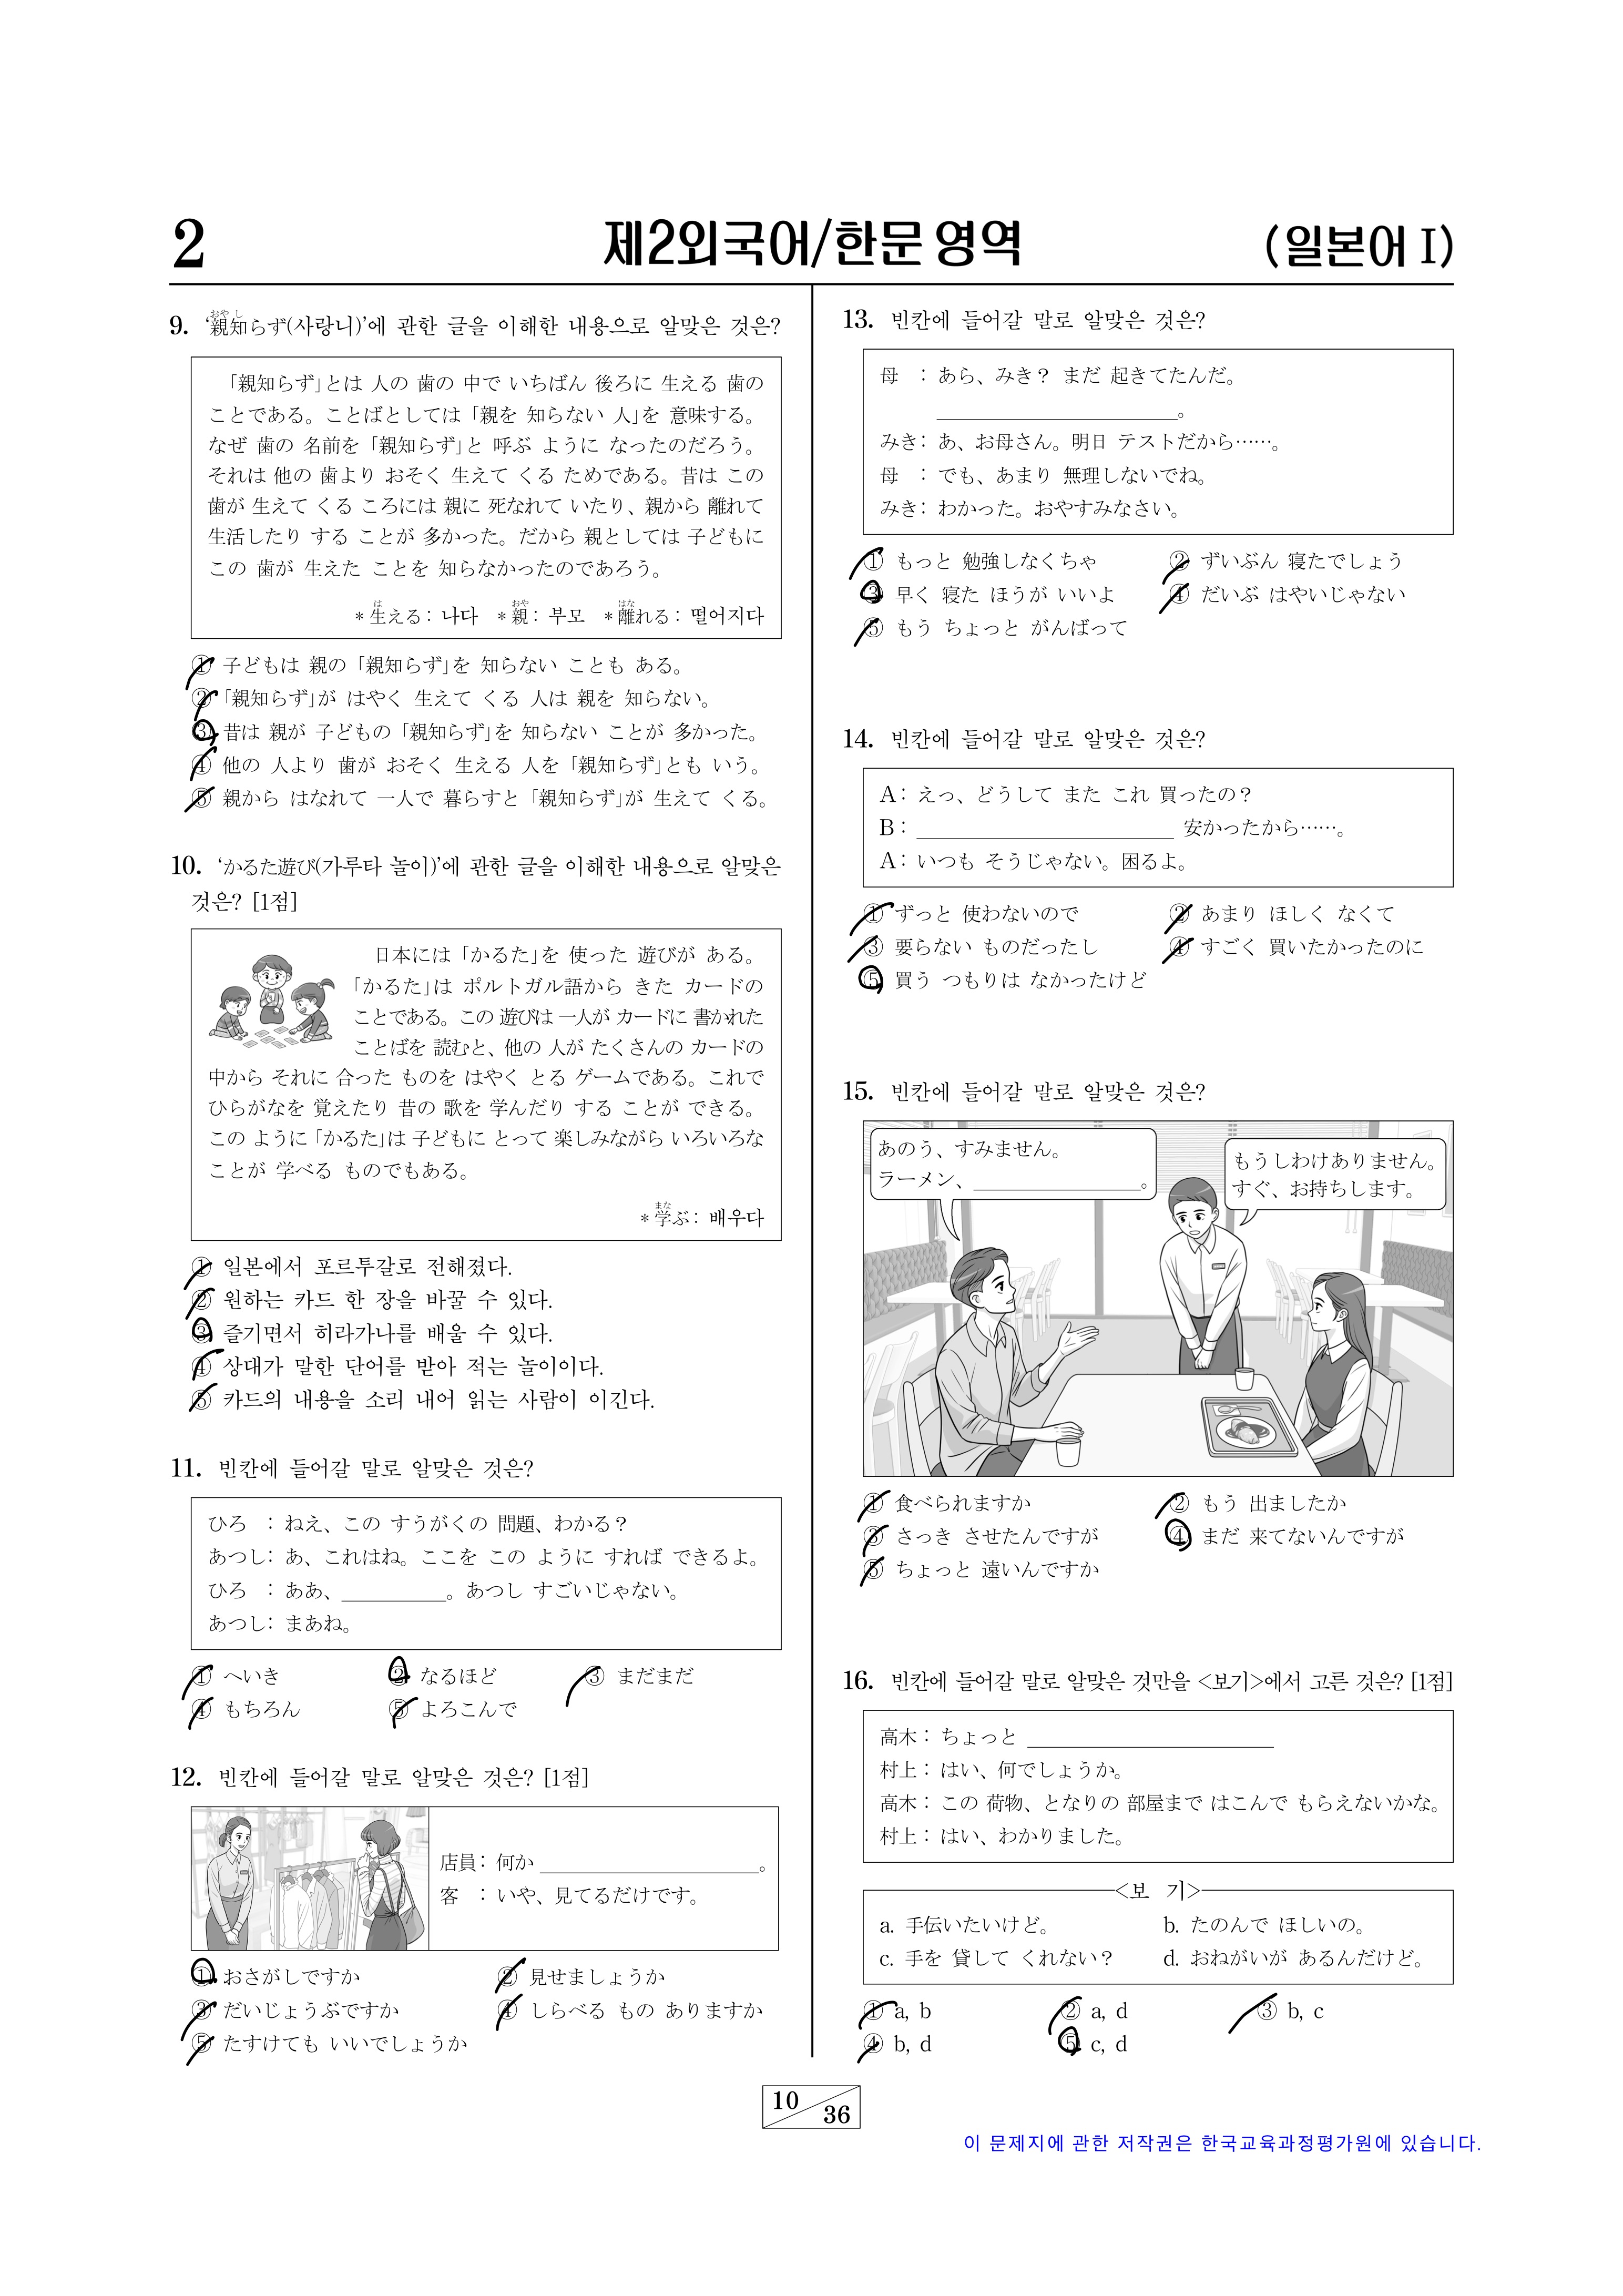 2
제2외국어/한문 영역
(일본어 I)
9. ‘親知らず(사랑니)’에 관한 글을 이해한 내용으로 알맞은 것은?
おや し
「親知らず」とは 人の 歯の 中で いちばん 後ろに 生える 歯の
ことである。ことばとしては「親を 知らない 人」を 意味する。
なぜ 歯の 名前を「親知らず」と 呼ぶ ように なったのだろう。
それは 他の 歯より おそく 生えて くる ためである。昔は この
歯が 生えて くる ころには 親に 死なれて いたり、親から 離れて
生活したり する ことが 多かった。だから 親としては 子どもに
この 歯が 生えた ことを 知らなかったのであろう。
は おや はな
* 生える: 나다 * 親: 부모 * 離れる: 떨어지다
① 子どもは 親の「親知らず」を 知らない ことも ある。
②「親知らず」が はやく 生えて くる 人は 親を 知らない。
③ 昔は 親が 子どもの「親知らず」を 知らない ことが 多かった。
④ 他の 人より 歯が おそく 生える 人を「親知らず」とも いう。
⑤ 親から はなれて 一人で 暮らすと「親知らず」が 生えて くる。
10. ‘かるた遊び(가루타 놀이)’에 관한 글을 이해한 내용으로 알맞은
것은? [1점]
日本には「かるた」を 使った 遊びが ある。
「かるた」は ポルトガル語から きた カードの
ことである。この 遊びは 一人が カードに 書かれた
ことばを 読むと、他の 人が たくさんの カードの
中から それに 合った ものを はやく とる ゲームである。これで
ひらがなを 覚えたり 昔の 歌を 学んだり する ことが できる。
この ように「かるた」は 子どもに とって 楽しみながら いろいろな
ことが 学べる ものでもある。
まな
* 学ぶ: 배우다
① 일본에서 포르투갈로 전해졌다.
② 원하는 카드 한 장을 바꿀 수 있다.
③ 즐기면서 히라가나를 배울 수 있다.
④ 상대가 말한 단어를 받아 적는 놀이이다.
⑤ 카드의 내용을 소리 내어 읽는 사람이 이긴다.
11. 빈칸에 들어갈 말로 알맞은 것은?
ひろ : ねえ、この すうがくの 問題、わかる？
あつし: あ、これはね。ここを この ように すれば できるよ。
ひろ : ああ、__________。あつし すごいじゃない。
あつし: まあね。
① へいき ② なるほど ③ まだまだ
④ もちろん ⑤ よろこんで
12. 빈칸에 들어갈 말로 알맞은 것은? [1점]
店員: 何か ____________________。
客 : いや、見てるだけです。
① おさがしですか ② 見せましょうか
③ だいじょうぶですか ④ しらべる もの ありますか
⑤ たすけても いいでしょうか
13. 빈칸에 들어갈 말로 알맞은 것은?
母 : あら、みき？ まだ 起きてたんだ。
____________________。
みき: あ、お母さん。明日 テストだから……。
母 : でも、あまり 無理しないでね。
みき: わかった。おやすみなさい。
① もっと 勉強しなくちゃ ② ずいぶん 寝たでしょう
③ 早く 寝た ほうが いいよ ④ だいぶ はやいじゃない
⑤ もう ちょっと がんばって
14. 빈칸에 들어갈 말로 알맞은 것은?
A: えっ、どうして また これ 買ったの？
B: ____________________ 安かったから……。
A: いつも そうじゃない。困るよ。
① ずっと 使わないので ② あまり ほしく なくて
③ 要らない ものだったし ④ すごく 買いたかったのに
⑤ 買う つもりは なかったけど
15. 빈칸에 들어갈 말로 알맞은 것은?
あのう、すみません。
ラーメン、_______________。
もうしわけありません。
すぐ、お持ちします。
① 食べられますか ② もう 出ましたか
③ さっき させたんですが ④ まだ 来てないんですが
⑤ ちょっと 遠いんですか
16. 빈칸에 들어갈 말로 알맞은 것만을 <보기>에서 고른 것은? [1점]
高木: ちょっと ____________________
村上: はい、何でしょうか。
高木: この 荷物、となりの 部屋まで はこんで もらえないかな。
村上: はい、わかりました。
<보 기>
a. 手伝いたいけど。 b. たのんで ほしいの。
c. 手を 貸して くれない？ d. おねがいが あるんだけど。
① a, b ② a, d ③ b, c
④ b, d ⑤ c, d
10
36
이 문제지에 관한 저작권은 한국교육과정평가원에 있습니다.